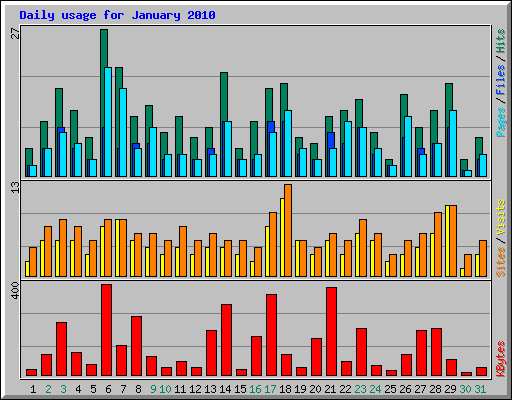 Daily usage for January 2010
27
Pages/Files/Hits
13
Sites/Visits
400
KBytes
1 2 3 4 5 6 7 8 9 10 11 12 13 14 15 16 17 18 19 20 21 22 23 24 25 26 27 28 29 30 31